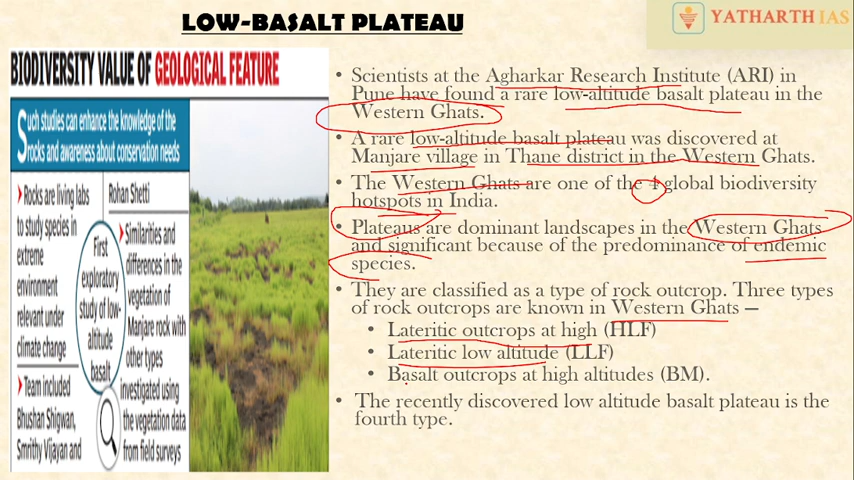 LOW-BASALT PLATEAU
YATHARTH IAS
BIODIVERSITY VALUE OF GEOLOGICAL FEATURE
Such studies can enhance the knowledge of the
rocks and awareness about conservation needs
Rocks are living labs
to study species in
extreme
environment
relevant under
climate change
Team included
Bhushan Shigwan,
Smrithy Vijayan and
First
exploratory
study of low-
altitude
basalt
Rohan Shetti
Similarities and
differences in the
vegetation of
Manjare rock with
other types
investigated using
the vegetation data
from field surveys
• Scientists at the Agharkar Research Institute (ARI) in
Pune have found a rare low-altitude basalt plateau in the
Western Ghats.
• A rare low-altitude basalt plateau was discovered at
Manjare village in Thane district in the Western Ghats.
• The Western Ghats are one of the 4 global biodiversity
hotspots in India.
• Plateaus are dominant landscapes in the Western Ghats
and significant because of the predominance of endemic
species.
• They are classified as a type of rock outcrop. Three types
of rock outcrops are known in Western Ghats —
• Lateritic outcrops at high (HLF)
• Lateritic low altitude (LLF)
• Basalt outcrops at high altitudes (BM).
• The recently discovered low altitude basalt plateau is the
fourth type.